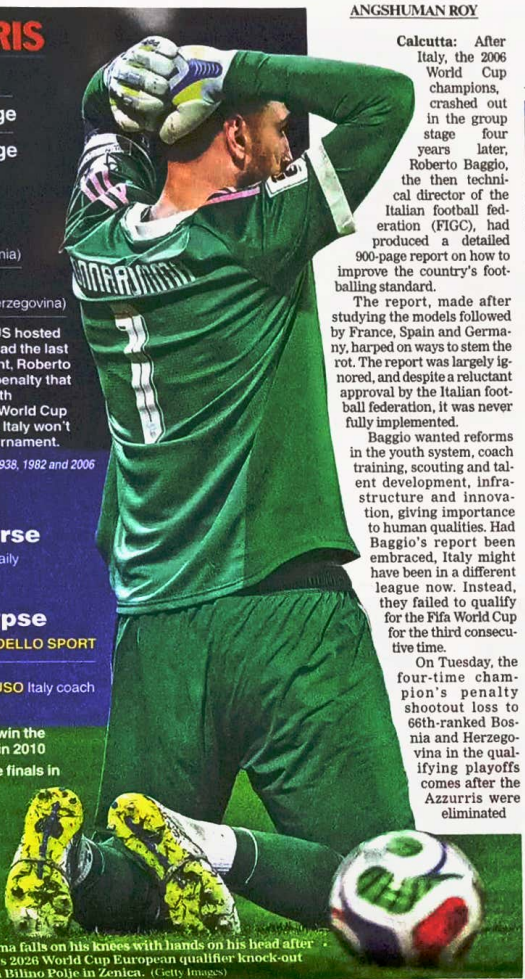 RIS
ge
ge
nia)
erzegovina)
JS hosted
ad the last
nt, Roberto
penalty that
th
World Cup
Italy won't
rnament.
938, 1982 and 2006
rse
aily
pse
DELLO SPORT
USO Italy coach
win the
in 2010
e finals in
DONNARUMMA
1
ma falls on his knees with hands on his head after
s 2026 World Cup European qualifier knock-out
Bilino Polje in Zenica. (Getty Images)
ANGSHUMAN ROY
Calcutta: After
Italy, the 2006
World Cup
champions,
crashed out
in the group
stage four
years later,
Roberto Baggio,
the then techni-
cal director of the
Italian football fed-
eration (FIGC), had
produced a detailed
900-page report on how to
improve the country's foot-
balling standard.
The report, made after
studying the models followed
by France, Spain and Germa-
ny, harped on ways to stem the
rot. The report was largely ig-
nored, and despite a reluctant
approval by the Italian foot-
ball federation, it was never
fully implemented.
Baggio wanted reforms
in the youth system, coach
training, scouting and tal-
ent development, infra-
structure and innova-
tion, giving importance
to human qualities. Had
Baggio's report been
embraced, Italy might
have been in a different
league now. Instead,
they failed to qualify
for the Fifa World Cup
for the third consecu-
tive time.
On Tuesday, the
four-time cham-
pion's penalty
shootout loss to
66th-ranked Bos-
nia and Herzego-
vina in the qual-
ifying playoffs
comes after the
Azzurris were
eliminated